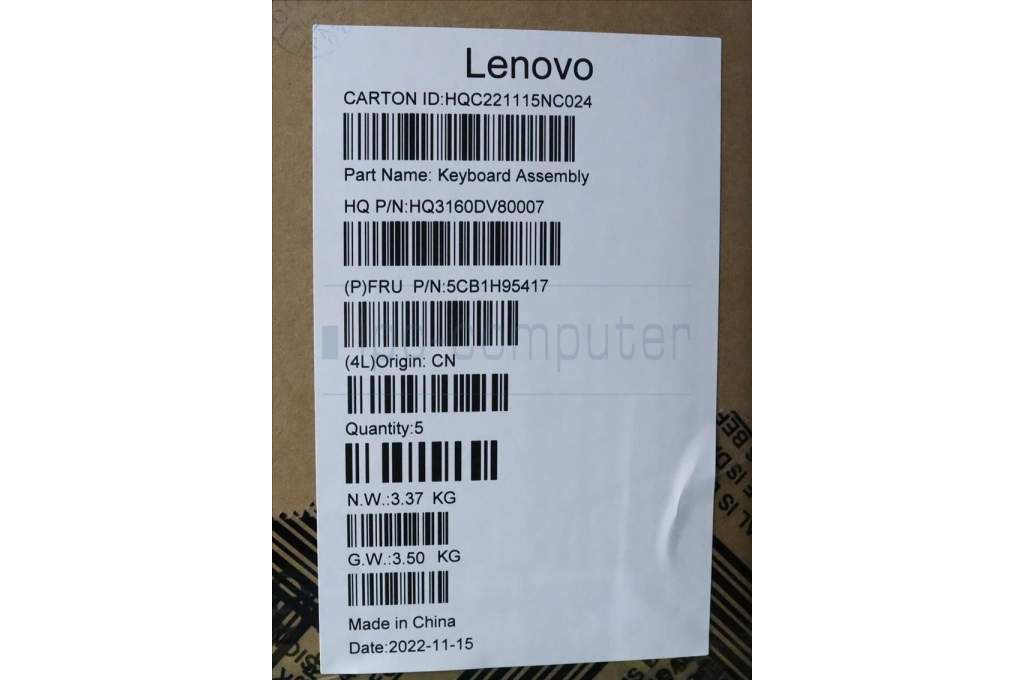 Lenovo
CARTON ID:HQC221115NC024
Part Name: Keyboard Assembly
HQ P/N:HQ3160DV80007
(P)FRU P/N:5CB1H95417
computer
(4L)Origin: CN
Quantity:5
N.W.:3.37 KG
G.W.:3.50 KG
Made in China
Date:2022-11-15